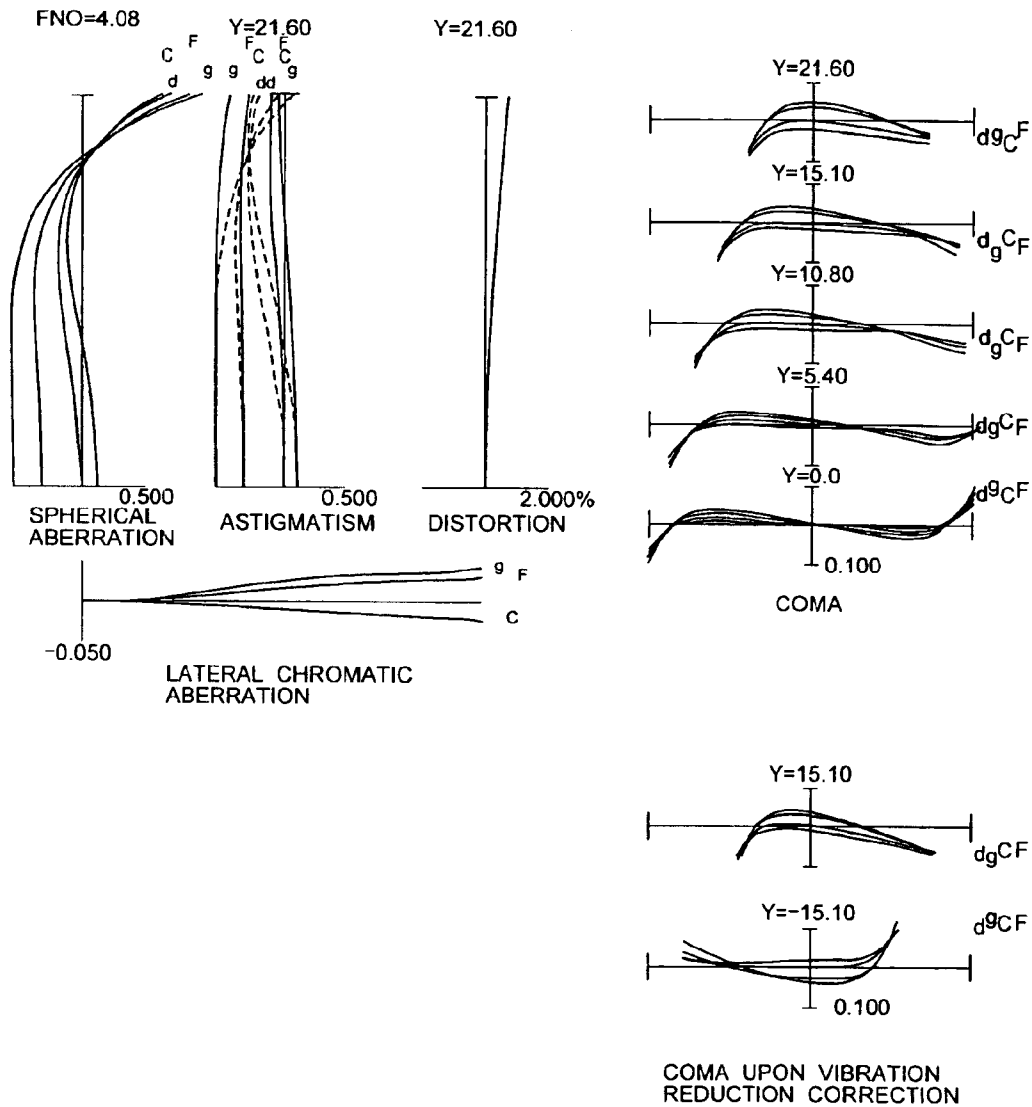 FNO=4.08
C F
d g
Y=21.60
g F C d d F C g
Y=21.60
0.500
SPHERICAL
ABERRATION
0.500
ASTIGMATISM
2.000%
DISTORTION
g
F
C
-0.050
LATERAL CHROMATIC
ABERRATION
Y=21.60
dgCF
Y=15.10
dgCF
Y=10.80
dgCF
Y=5.40
dgCF
Y=0.0
dgCF
0.100
COMA
Y=15.10
dgCF
Y=-15.10
dgCF
0.100
COMA UPON VIBRATION
REDUCTION CORRECTION